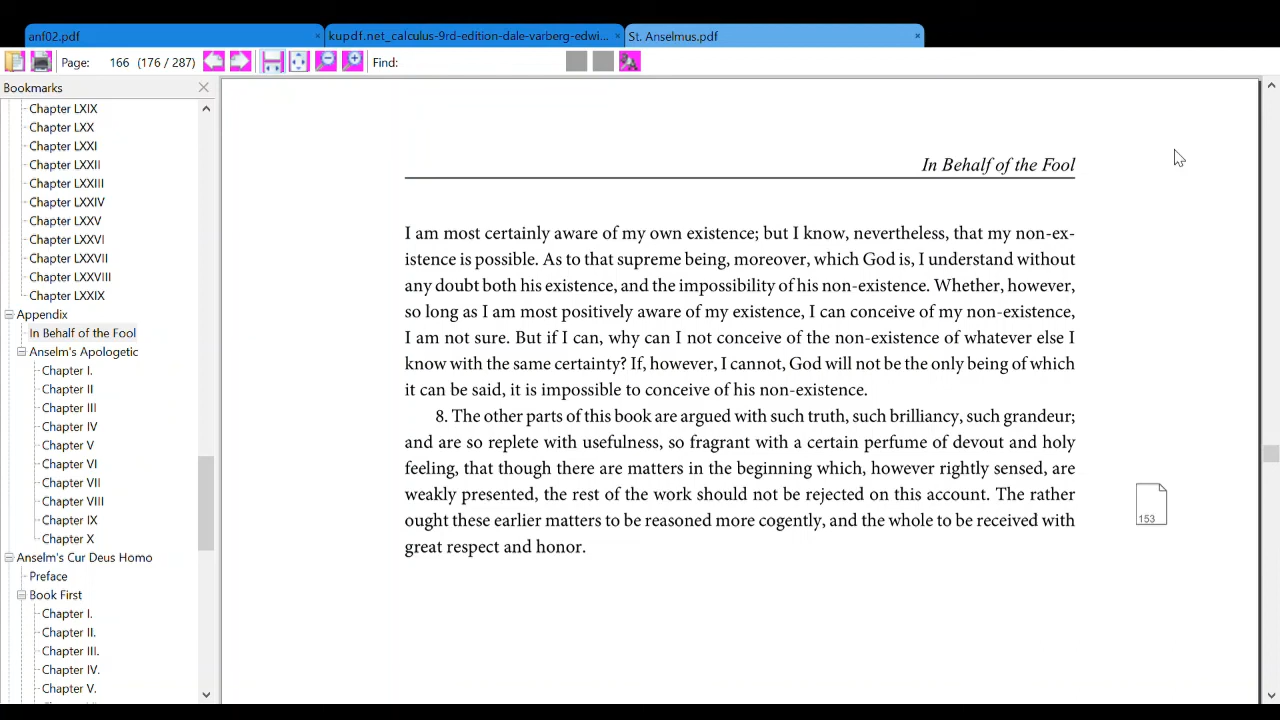 anf02.pdf × kupdf.net_calculus-9rd-edition-dale-varberg-edwi... × St. Anselmus.pdf ×
Page: 166 (176 / 287) Find:
Bookmarks
Chapter LXIX
Chapter LXX
Chapter LXXI
Chapter LXXII
Chapter LXXIII
Chapter LXXIV
Chapter LXXV
Chapter LXXVI
Chapter LXXVII
Chapter LXXVIII
Chapter LXXIX
Appendix
In Behalf of the Fool
Anselm's Apologetic
Chapter I.
Chapter II
Chapter III
Chapter IV
Chapter V
Chapter VI
Chapter VII
Chapter VIII
Chapter IX
Chapter X
Anselm's Cur Deus Homo
Preface
Book First
Chapter I.
Chapter II.
Chapter III.
Chapter IV.
Chapter V.
In Behalf of the Fool
I am most certainly aware of my own existence; but I know, nevertheless, that my non-ex-
istence is possible. As to that supreme being, moreover, which God is, I understand without
any doubt both his existence, and the impossibility of his non-existence. Whether, however,
so long as I am most positively aware of my existence, I can conceive of my non-existence,
I am not sure. But if I can, why can I not conceive of the non-existence of whatever else I
know with the same certainty? If, however, I cannot, God will not be the only being of which
it can be said, it is impossible to conceive of his non-existence.
8. The other parts of this book are argued with such truth, such brilliancy, such grandeur;
and are so replete with usefulness, so fragrant with a certain perfume of devout and holy
feeling, that though there are matters in the beginning which, however rightly sensed, are
weakly presented, the rest of the work should not be rejected on this account. The rather
ought these earlier matters to be reasoned more cogently, and the whole to be received with
great respect and honor.
153